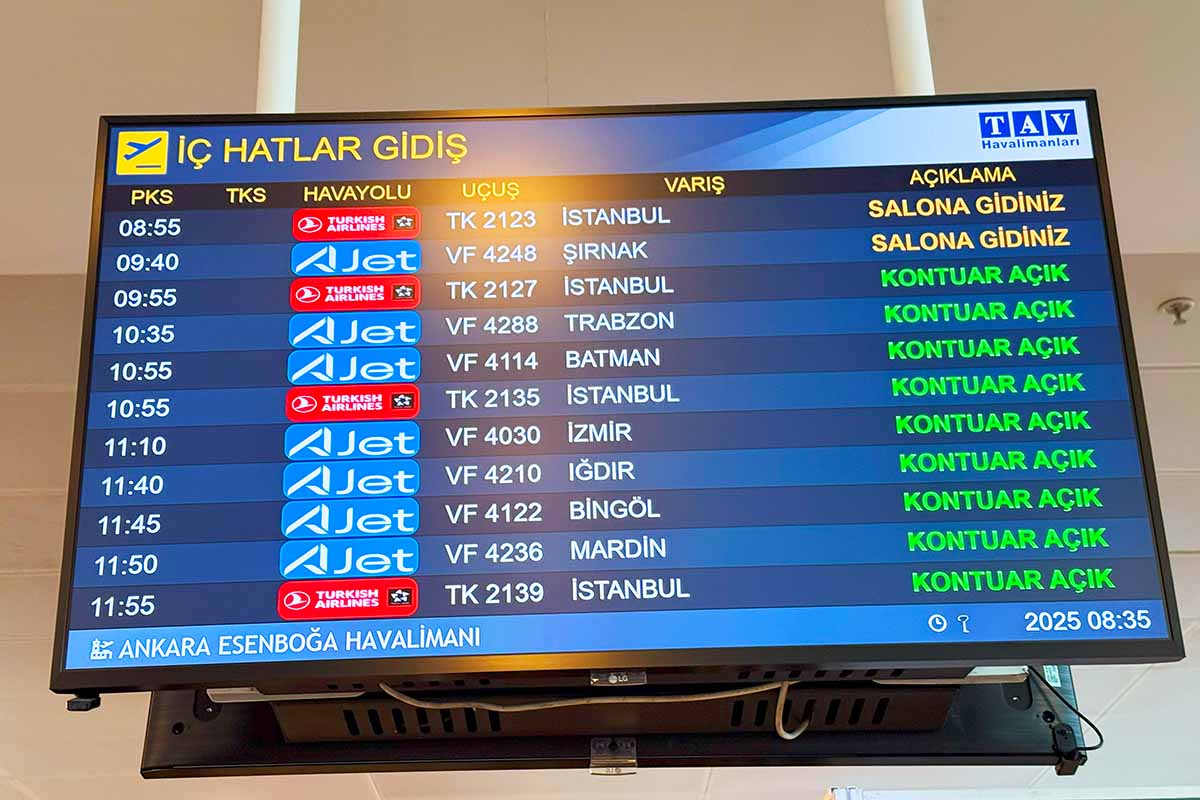 İÇ HATLAR GİDİŞ
TAV
Havalimanları
PKS TKS HAVAYOLU UÇUŞ VARIŞ AÇIKLAMA
08:55 TURKISH AIRLINES TK 2123 İSTANBUL SALONA GİDİNİZ
09:40 AJet VF 4248 ŞIRNAK SALONA GİDİNİZ
09:55 TURKISH AIRLINES TK 2127 İSTANBUL KONTUAR AÇIK
10:35 AJet VF 4288 TRABZON KONTUAR AÇIK
10:55 AJet VF 4114 BATMAN KONTUAR AÇIK
10:55 TURKISH AIRLINES TK 2135 İSTANBUL KONTUAR AÇIK
11:10 AJet VF 4030 İZMİR KONTUAR AÇIK
11:40 AJet VF 4210 IĞDIR KONTUAR AÇIK
11:45 AJet VF 4122 BİNGÖL KONTUAR AÇIK
11:50 AJet VF 4236 MARDİN KONTUAR AÇIK
11:55 TURKISH AIRLINES TK 2139 İSTANBUL KONTUAR AÇIK
ANKARA ESENBOĞA HAVALİMANI 2025 08:35
LG